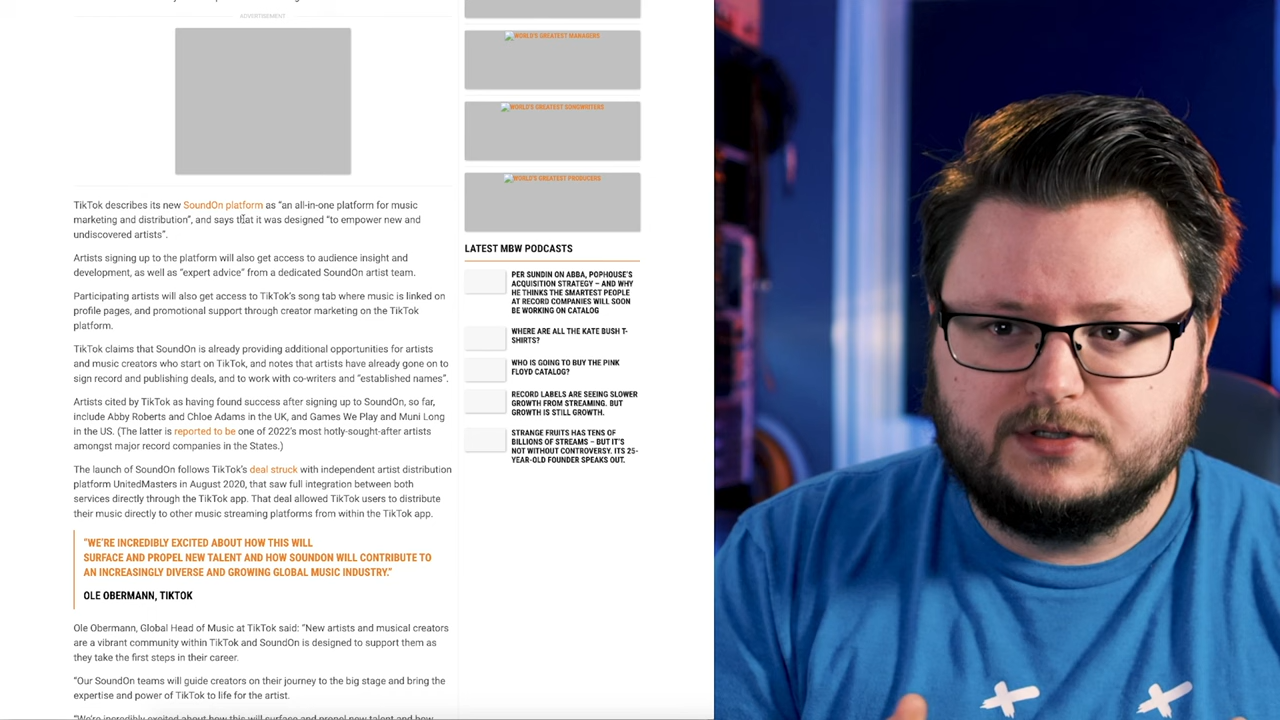 ADVERTISEMENT
TikTok describes its new SoundOn platform as "an all-in-one platform for music
marketing and distribution", and says that it was designed "to empower new and
undiscovered artists".
Artists signing up to the platform will also get access to audience insight and
development, as well as "expert advice" from a dedicated SoundOn artist team.
Participating artists will also get access to TikTok's song tab where music is linked on
profile pages, and promotional support through creator marketing on the TikTok
platform.
TikTok claims that SoundOn is already providing additional opportunities for artists
and music creators who start on TikTok, and notes that artists have already gone on to
sign record and publishing deals, and to work with co-writers and "established names".
Artists cited by TikTok as having found success after signing up to SoundOn, so far,
include Abby Roberts and Chloe Adams in the UK, and Games We Play and Muni Long
in the US. (The latter is reported to be one of 2022's most hotly-sought-after artists
amongst major record companies in the States.)
The launch of SoundOn follows TikTok's deal struck with independent artist distribution
platform UnitedMasters in August 2020, that saw full integration between both
services directly through the TikTok app. That deal allowed TikTok users to distribute
their music directly to other music streaming platforms from within the TikTok app.
"WE'RE INCREDIBLY EXCITED ABOUT HOW THIS WILL
SURFACE AND PROPEL NEW TALENT AND HOW SOUNDON WILL CONTRIBUTE TO
AN INCREASINGLY DIVERSE AND GROWING GLOBAL MUSIC INDUSTRY."
OLE OBERMANN, TIKTOK
Ole Obermann, Global Head of Music at TikTok said: "New artists and musical creators
are a vibrant community within TikTok and SoundOn is designed to support them as
they take the first steps in their career.
"Our SoundOn teams will guide creators on their journey to the big stage and bring the
expertise and power of TikTok to life for the artist.
"We're incredibly excited about how this will surface and propel new talent and how
WORLD'S GREATEST MANAGERS
WORLD'S GREATEST SONGWRITERS
WORLD'S GREATEST PRODUCERS
LATEST MBW PODCASTS
PER SUNDIN ON ABBA, POPHOUSE'S
ACQUISITION STRATEGY – AND WHY
HE THINKS THE SMARTEST PEOPLE
AT RECORD COMPANIES WILL SOON
BE WORKING ON CATALOG
WHERE ARE ALL THE KATE BUSH T-
SHIRTS?
WHO IS GOING TO BUY THE PINK
FLOYD CATALOG?
RECORD LABELS ARE SEEING SLOWER
GROWTH FROM STREAMING. BUT
GROWTH IS STILL GROWTH.
STRANGE FRUITS HAS TENS OF
BILLIONS OF STREAMS – BUT IT'S
NOT WITHOUT CONTROVERSY. ITS 25-
YEAR-OLD FOUNDER SPEAKS OUT.